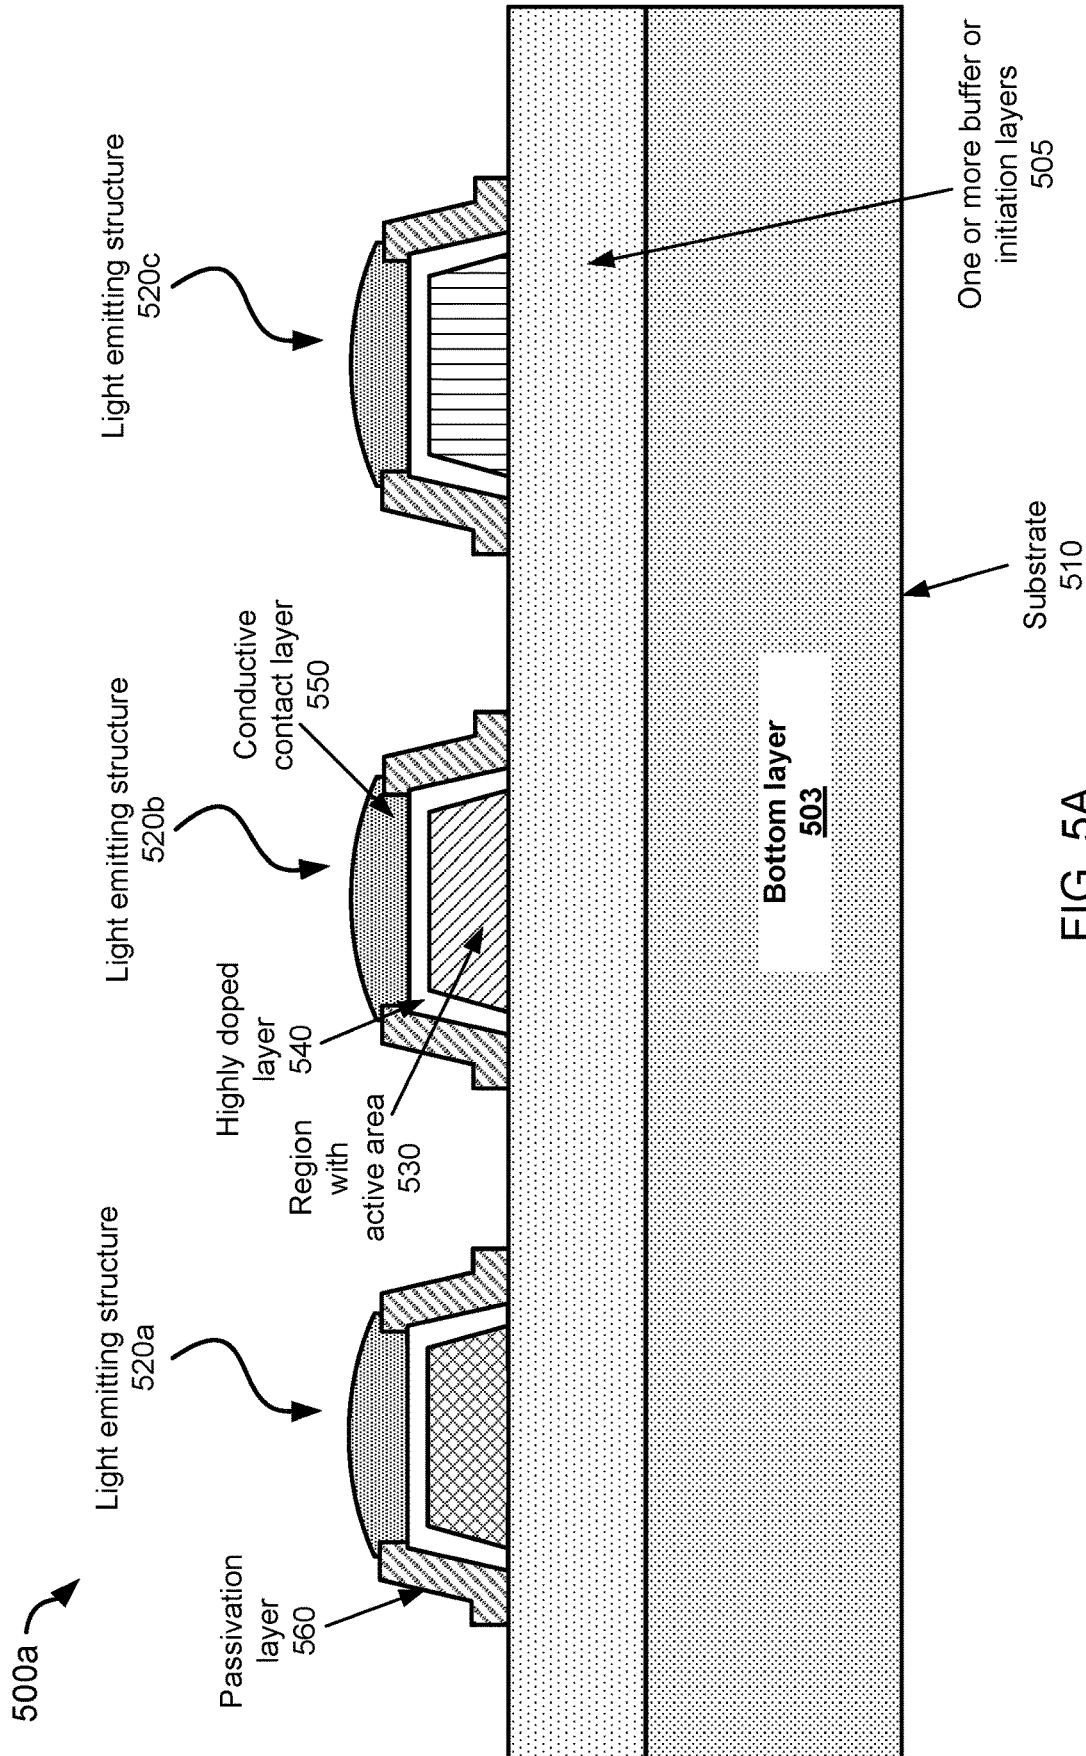 500a
Light emitting structure
520a
Light emitting structure
520b
Light emitting structure
520c
Passivation
layer
560
Highly doped
layer
540
Region
with
active area
530
Conductive
contact layer
550
Bottom layer
503
Substrate
510
One or more buffer or
initiation layers
505
FIG. 5A